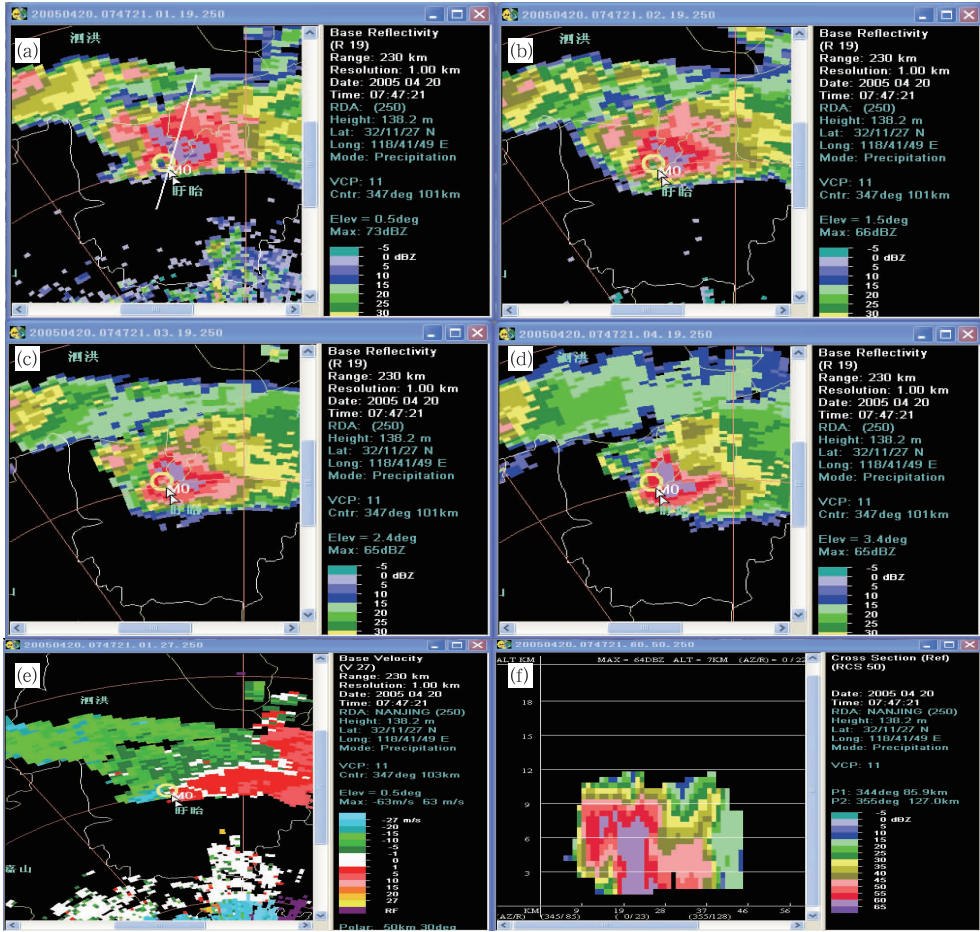 20050420.074721.01.19.250
(a)
泗洪
M0
盱眙
Base Reflectivity
(R 19)
Range: 230 km
Resolution: 1.00 km
Date: 2005 04 20
Time: 07:47:21
RDA: (250)
Height: 138.2 m
Lat: 32/11/27 N
Long: 118/41/49 E
Mode: Precipitation
VCP: 11
Cntr: 347deg 101km
Elev = 0.5deg
Max: 73dBZ
-5
0 dBZ
5
10
15
20
25
30
20050420.074721.02.19.250
(b)
M0
盱眙
Base Reflectivity
(R 19)
Range: 230 km
Resolution: 1.00 km
Date: 2005 04 20
Time: 07:47:21
RDA: (250)
Height: 138.2 m
Lat: 32/11/27 N
Long: 118/41/49 E
Mode: Precipitation
VCP: 11
Cntr: 347deg 101km
Elev = 1.5deg
Max: 66dBZ
-5
0 dBZ
5
10
15
20
25
30
20050420.074721.03.19.250
(c)
泗洪
M0
盱眙
Base Reflectivity
(R 19)
Range: 230 km
Resolution: 1.00 km
Date: 2005 04 20
Time: 07:47:21
RDA: (250)
Height: 138.2 m
Lat: 32/11/27 N
Long: 118/41/49 E
Mode: Precipitation
VCP: 11
Cntr: 347deg 101km
Elev = 2.4deg
Max: 65dBZ
-5
0 dBZ
5
10
15
20
25
30
20050420.074721.04.19.250
(d)
泗洪
M0
Base Reflectivity
(R 19)
Range: 230 km
Resolution: 1.00 km
Date: 2005 04 20
Time: 07:47:21
RDA: (250)
Height: 138.2 m
Lat: 32/11/27 N
Long: 118/41/49 E
Mode: Precipitation
VCP: 11
Cntr: 347deg 101km
Elev = 3.4deg
Max: 65dBZ
-5
0 dBZ
5
10
15
20
25
30
20050420.074721.01.27.250
(e)
泗洪
M0
盱眙
嘉山
Base Velocity
(V 27)
Range: 230 km
Resolution: 1.00 km
Date: 2005 04 20
Time: 07:47:21
RDA: NANJING (250)
Height: 138.2 m
Lat: 32/11/27 N
Long: 118/41/49 E
Mode: Precipitation
VCP: 11
Cntr: 347deg 103km
Elev = 0.5deg
Max: -63m/s 63 m/s
-27 m/s
-20
-15
-10
-5
-1
0
1
5
10
15
20
27
RF
Polar: 50km 30deg
20050420.074721.60.50.250
(f)
ALT KM MAX = 64DBZ ALT = 7KM (AZ/R) = 0 / 22
18
15
12
9
6
3
KM 9 19 28 37 46 56
(AZ/R) (345/ 85) ( 0/23) (355/128)
Cross Section (Ref)
(RCS 50)
Date: 2005 04 20
Time: 07:47:21
RDA: NANJING (250)
Height: 138.2 m
Lat: 32/11/27 N
Long: 118/41/49 E
Mode: Precipitation
VCP: 11
P1: 344deg 85.9km
P2: 355deg 127.0km
-5
0 dBZ
5
10
15
20
25
30
35
40
45
50
55
60
65